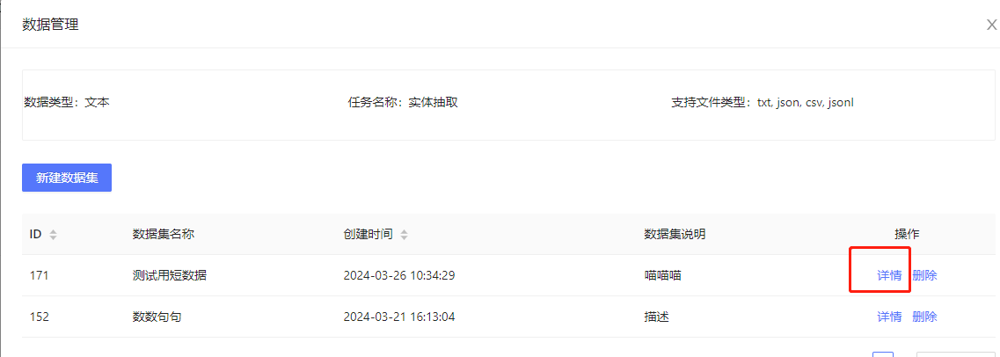 数据管理
数据类型：文本 任务名称：实体抽取 支持文件类型：txt, json, csv, jsonl
新建数据集
ID 数据集名称 创建时间 数据集说明 操作
171 测试用短数据 2024-03-26 10:34:29 喵喵喵 详情 删除
152 数数句句 2024-03-21 16:13:04 描述 详情 删除